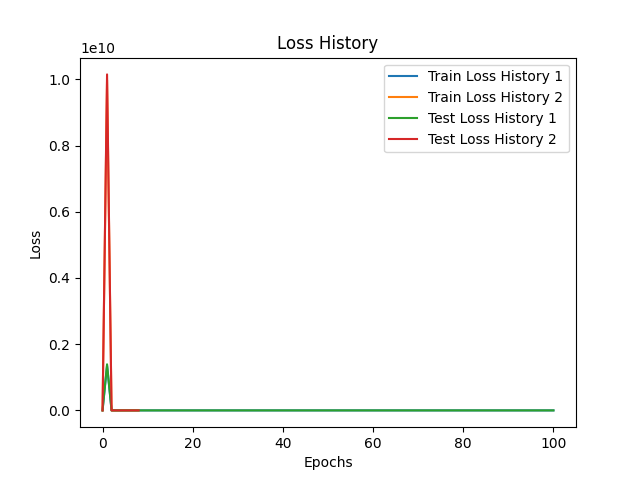 Loss History
1e10
Train Loss History 1
Train Loss History 2
Test Loss History 1
Test Loss History 2
1.0
0.8
0.6
0.4
0.2
0.0
Loss
0 20 40 60 80 100
Epochs